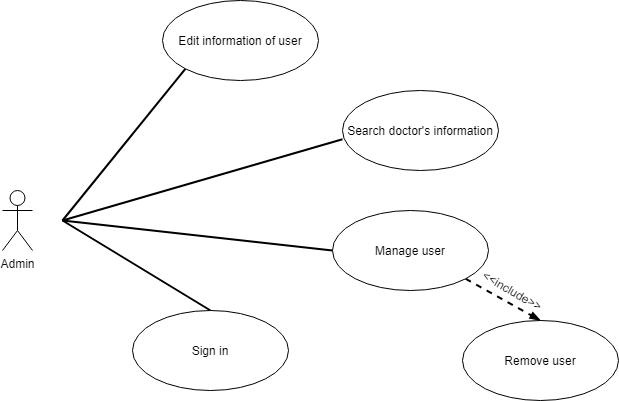 Edit information of user
Search doctor's information
Admin
Manage user
<<include>>
Sign in
Remove user